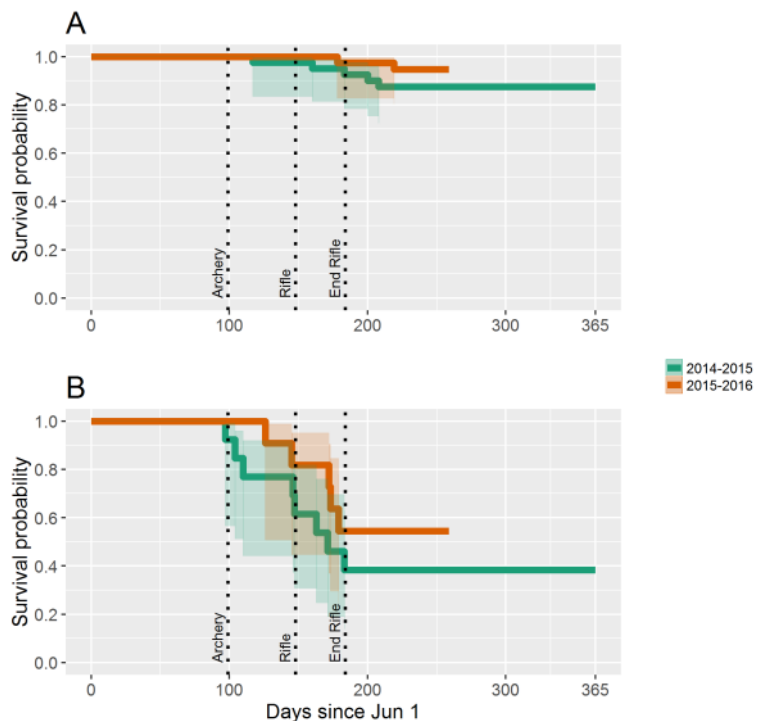 A
Survival probability
1.0
0.8
0.6
0.4
0.2
0.0
Archery
Rifle
End Rifle
0 100 200 300 365
2014-2015
2015-2016
B
Survival probability
1.0
0.8
0.6
0.4
0.2
0.0
Archery
Rifle
End Rifle
0 100 200 300 365
Days since Jun 1